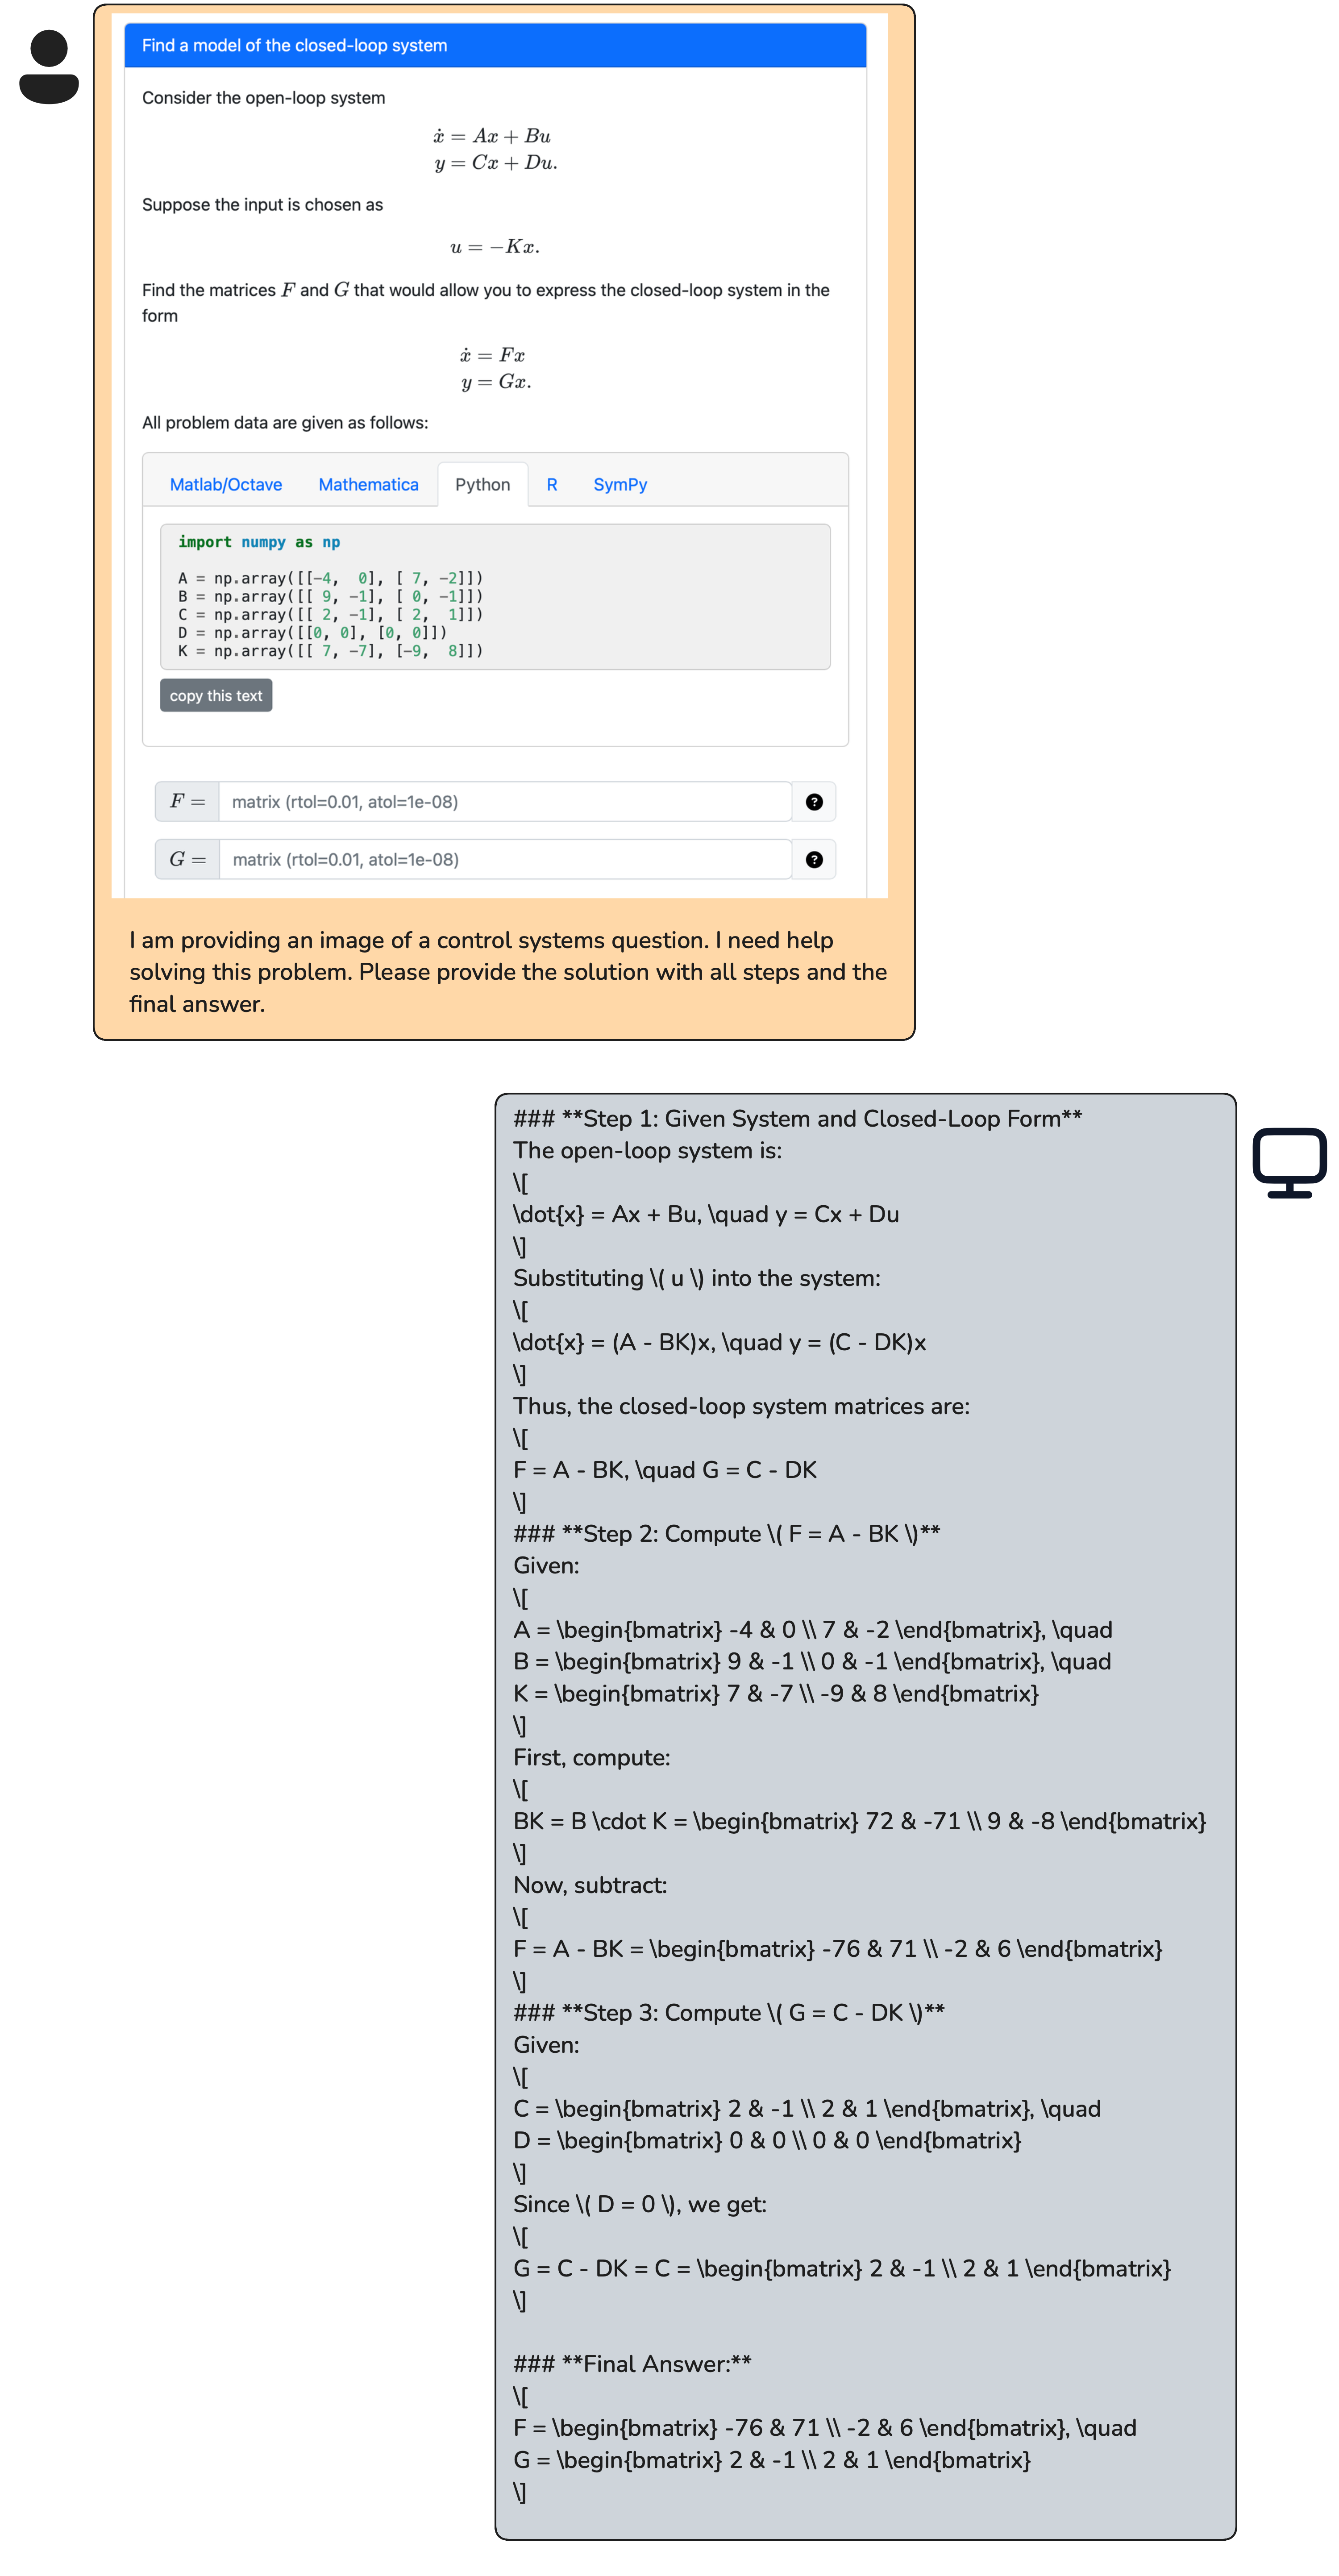 Find a model of the closed-loop system
Consider the open-loop system
ẋ = Ax + Bu
y = Cx + Du.
Suppose the input is chosen as
u = −Kx.
Find the matrices F and G that would allow you to express the closed-loop system in the
form
ẋ = Fx
y = Gx.
All problem data are given as follows:
Matlab/Octave Mathematica Python R SymPy
import numpy as np
A = np.array([[-4,  0], [ 7, -2]])
B = np.array([[ 9, -1], [ 0, -1]])
C = np.array([[ 2, -1], [ 2,  1]])
D = np.array([[0, 0], [0, 0]])
K = np.array([[ 7, -7], [-9,  8]])
copy this text
F = matrix (rtol=0.01, atol=1e-08) ?
G = matrix (rtol=0.01, atol=1e-08) ?
I am providing an image of a control systems question. I need help
solving this problem. Please provide the solution with all steps and the
final answer.
### **Step 1: Given System and Closed-Loop Form**
The open-loop system is:
\[
\dot{x} = Ax + Bu, \quad y = Cx + Du
\]
Substituting \( u \) into the system:
\[
\dot{x} = (A - BK)x, \quad y = (C - DK)x
\]
Thus, the closed-loop system matrices are:
\[
F = A - BK, \quad G = C - DK
\]
### **Step 2: Compute \( F = A - BK \)**
Given:
\[
A = \begin{bmatrix} -4 & 0 \\ 7 & -2 \end{bmatrix}, \quad
B = \begin{bmatrix} 9 & -1 \\ 0 & -1 \end{bmatrix}, \quad
K = \begin{bmatrix} 7 & -7 \\ -9 & 8 \end{bmatrix}
\]
First, compute:
\[
BK = B \cdot K = \begin{bmatrix} 72 & -71 \\ 9 & -8 \end{bmatrix}
\]
Now, subtract:
\[
F = A - BK = \begin{bmatrix} -76 & 71 \\ -2 & 6 \end{bmatrix}
\]
### **Step 3: Compute \( G = C - DK \)**
Given:
\[
C = \begin{bmatrix} 2 & -1 \\ 2 & 1 \end{bmatrix}, \quad
D = \begin{bmatrix} 0 & 0 \\ 0 & 0 \end{bmatrix}
\]
Since \( D = 0 \), we get:
\[
G = C - DK = C = \begin{bmatrix} 2 & -1 \\ 2 & 1 \end{bmatrix}
\]
### **Final Answer:**
\[
F = \begin{bmatrix} -76 & 71 \\ -2 & 6 \end{bmatrix}, \quad
G = \begin{bmatrix} 2 & -1 \\ 2 & 1 \end{bmatrix}
\]